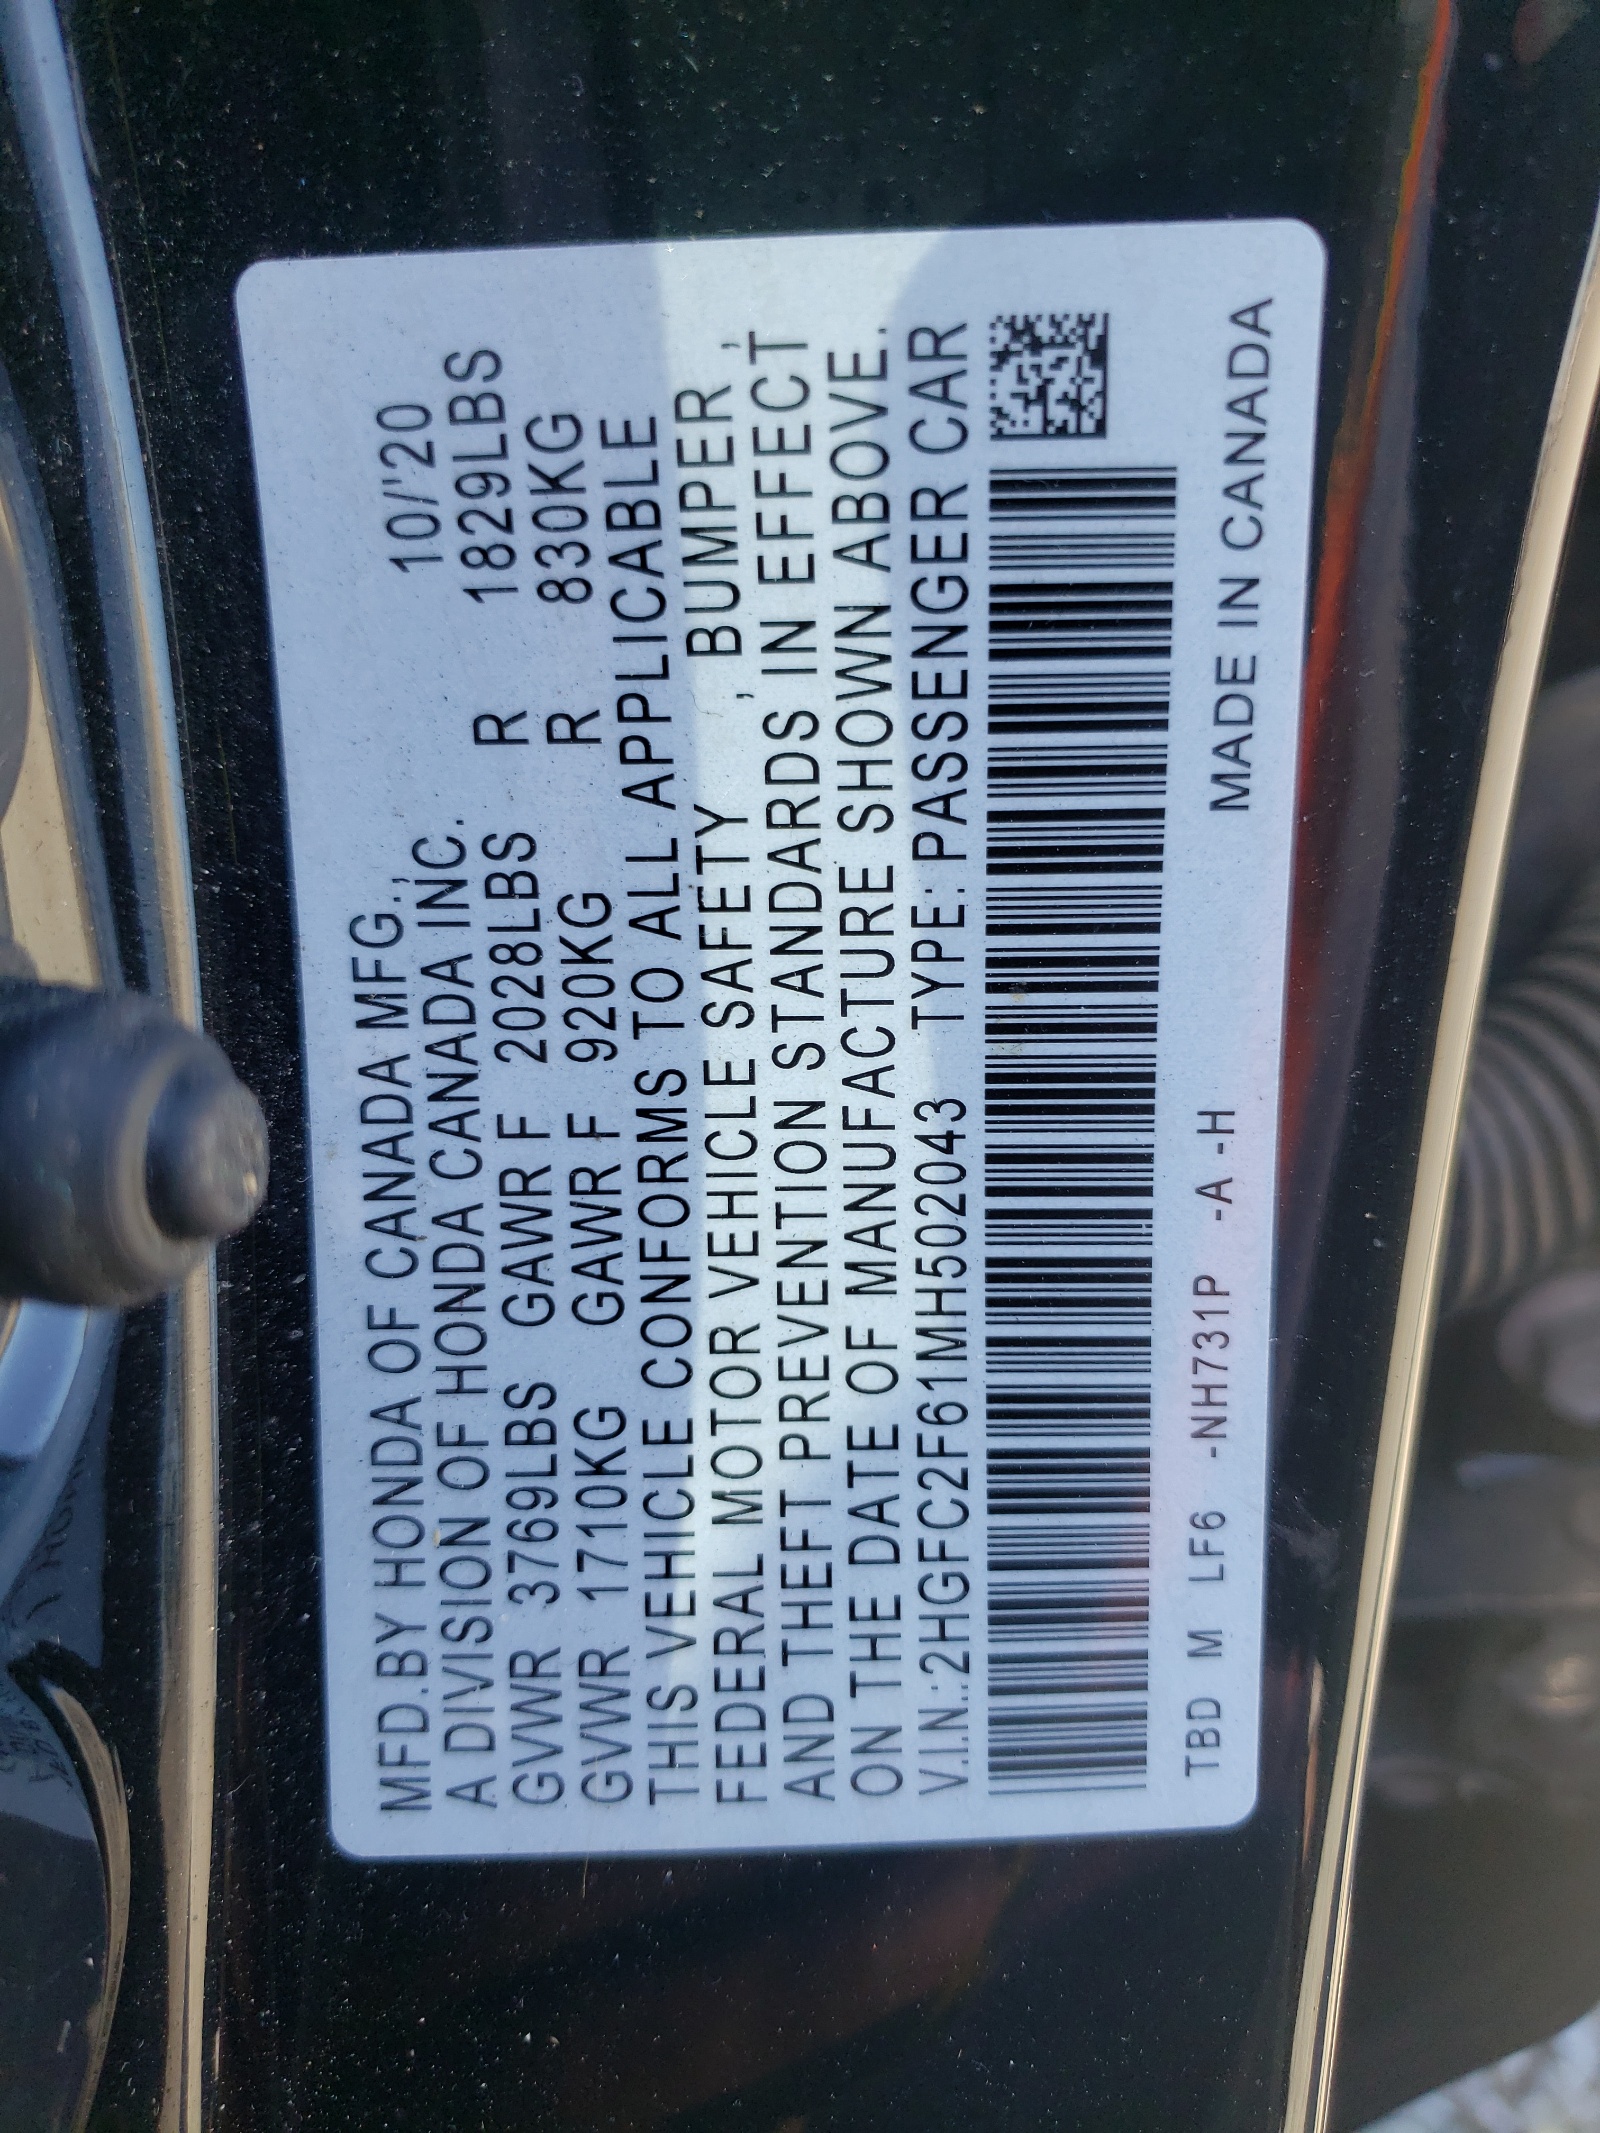 MFD.BY HONDA OF CANADA MFG., 10/'20
A DIVISION OF HONDA CANADA INC.
GVWR 3769LBS GAWR F 2028LBS R 1829LBS
GVWR 1710KG GAWR F 920KG R 830KG
THIS VEHICLE CONFORMS TO ALL APPLICABLE
FEDERAL MOTOR VEHICLE SAFETY , BUMPER ,
AND THEFT PREVENTION STANDARDS IN EFFECT
ON THE DATE OF MANUFACTURE SHOWN ABOVE.
V.I.N.:2HGFC2F61MH502043 TYPE:PASSENGER CAR
TBD M LF6 -NH731P -A -H MADE IN CANADA